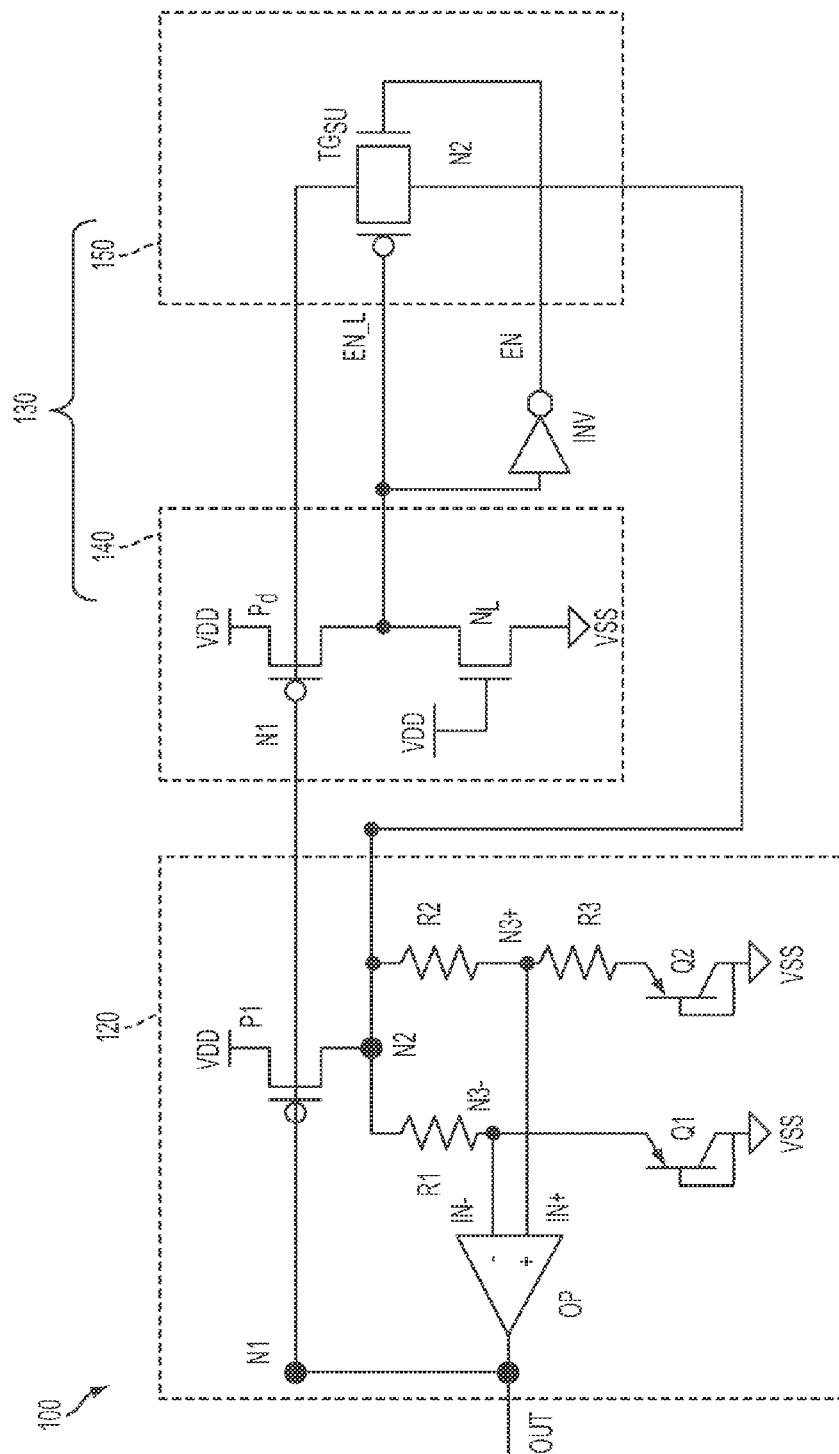 100
130
120
140
150
VDD
P1
N1
N2
R1
R2
N3-
N3+
R3
IN-
IN+
-
+
OP
OUT
Q1
Q2
VSS
VSS
VDD
Pd
N1
VDD
NL
VSS
EN_L
EN
INV
TGSU
N2